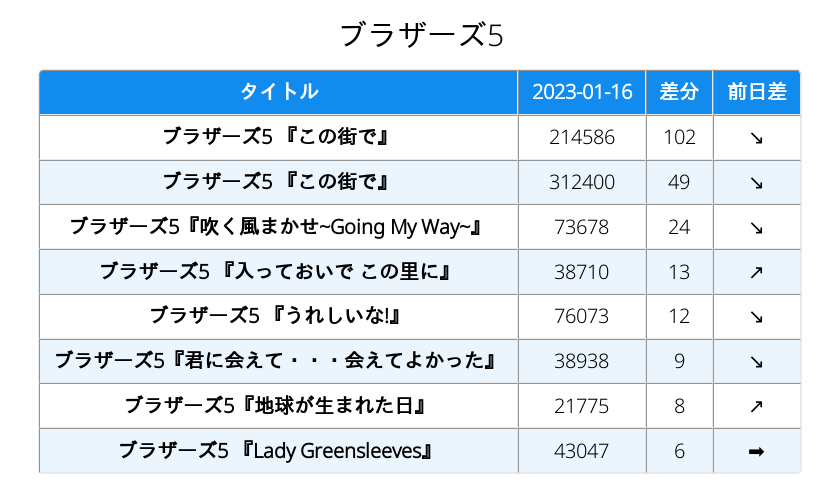 ブラザーズ5
タイトル 2023-01-16 差分 前日差
ブラザーズ5 『この街で』 214586 102 ↘
ブラザーズ5 『この街で』 312400 49 ↘
ブラザーズ5『吹く風まかせ~Going My Way~』 73678 24 ↘
ブラザーズ5 『入っておいで この里に』 38710 13 ↗
ブラザーズ5 『うれしいな!』 76073 12 ↘
ブラザーズ5『君に会えて・・・会えてよかった』 38938 9 ↘
ブラザーズ5『地球が生まれた日』 21775 8 ↗
ブラザーズ5 『Lady Greensleeves』 43047 6 ➡